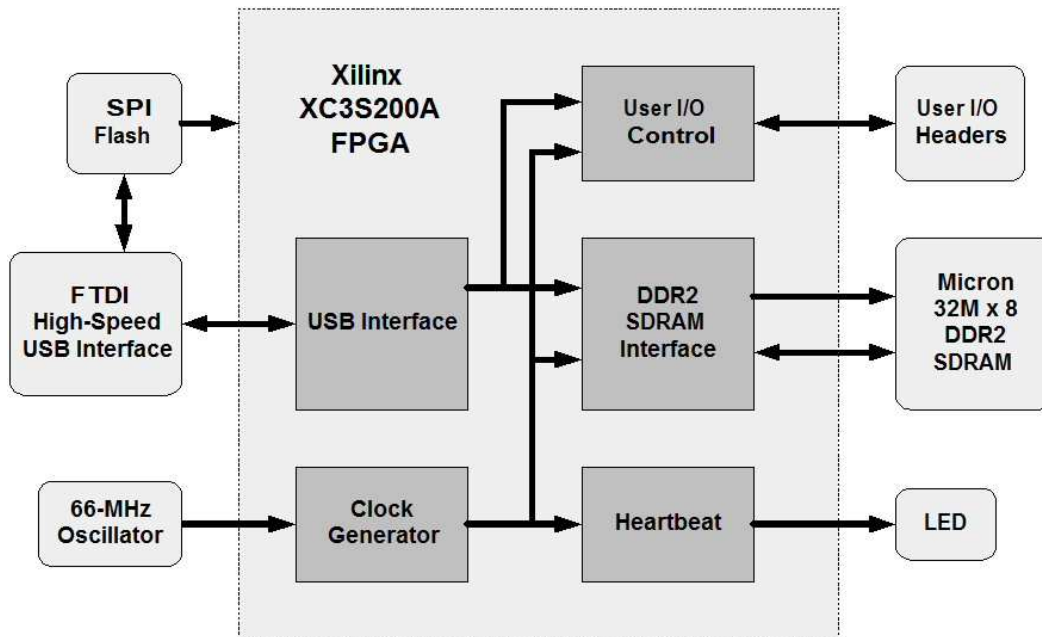 Xilinx
XC3S200A
FPGA
SPI
Flash
User I/O
Control
User I/O
Headers
FTDI
High-Speed
USB Interface
USB Interface
DDR2
SDRAM
Interface
Micron
32M x 8
DDR2
SDRAM
66-MHz
Oscillator
Clock
Generator
Heartbeat
LED